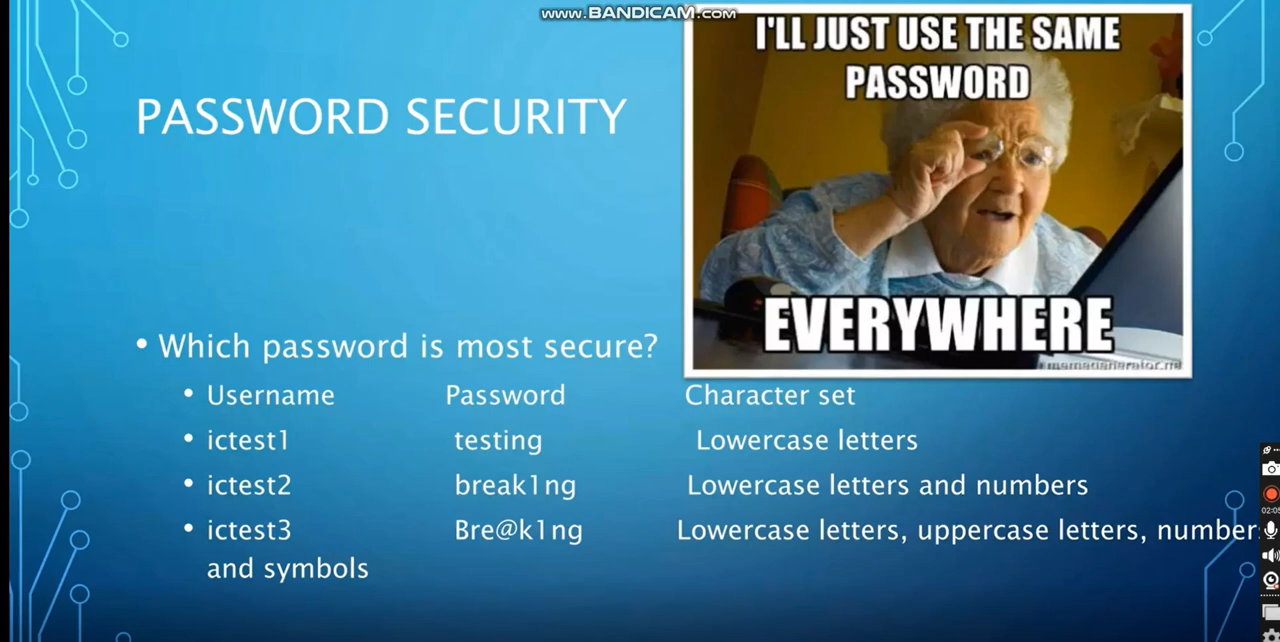 www.BANDICAM.com
I'LL JUST USE THE SAME
PASSWORD
EVERYWHERE
memegenerator.net
PASSWORD SECURITY
• Which password is most secure?
• Username Password Character set
• ictest1 testing Lowercase letters
• ictest2 break1ng Lowercase letters and numbers
• ictest3 Bre@k1ng Lowercase letters, uppercase letters, number
and symbols